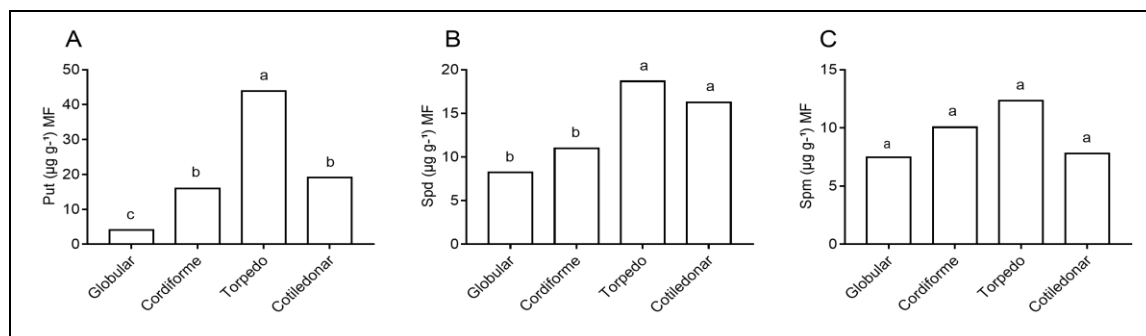 A
Put (µg g-¹) MF
50
40
30
20
10
0
c
b
a
b
Globular
Cordiforme
Torpedo
Cotiledonar
B
Spd (µg g-¹) MF
20
15
10
5
0
b
b
a
a
Globular
Cordiforme
Torpedo
Cotiledonar
C
Spm (µg g-¹) MF
15
10
5
0
a
a
a
a
Globular
Cordiforme
Torpedo
Cotiledonar